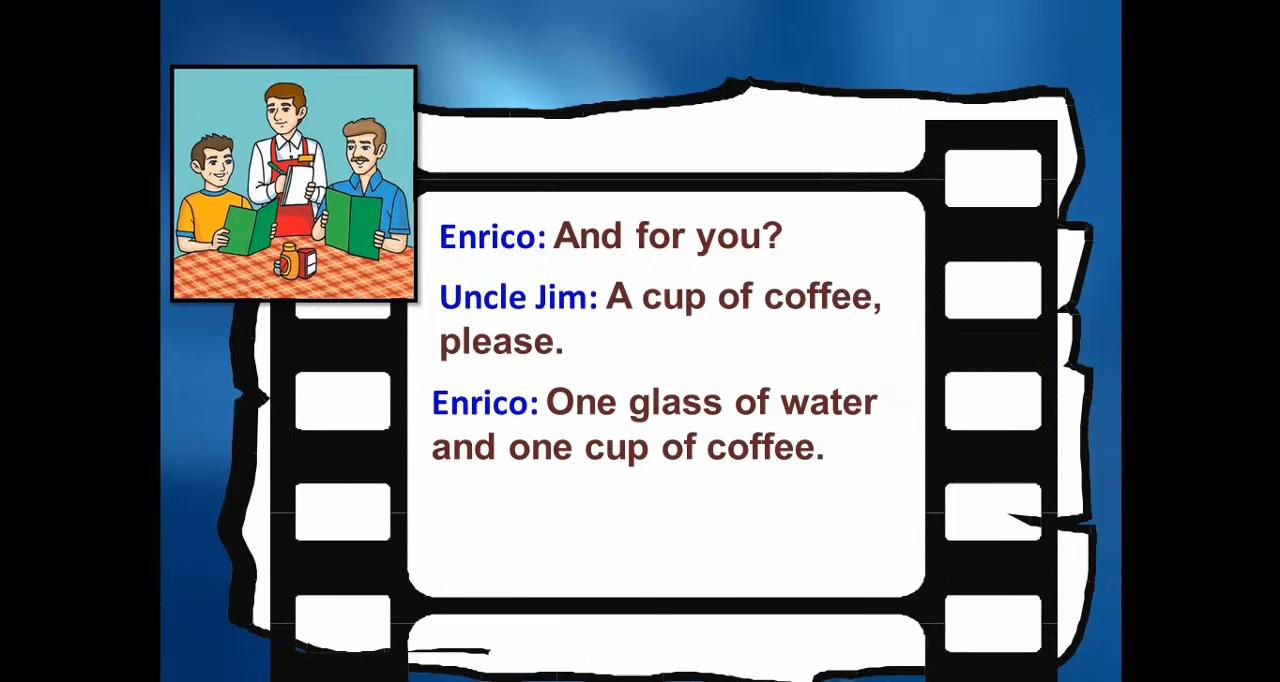 Enrico: And for you?
Uncle Jim: A cup of coffee,
please.
Enrico: One glass of water
and one cup of coffee.